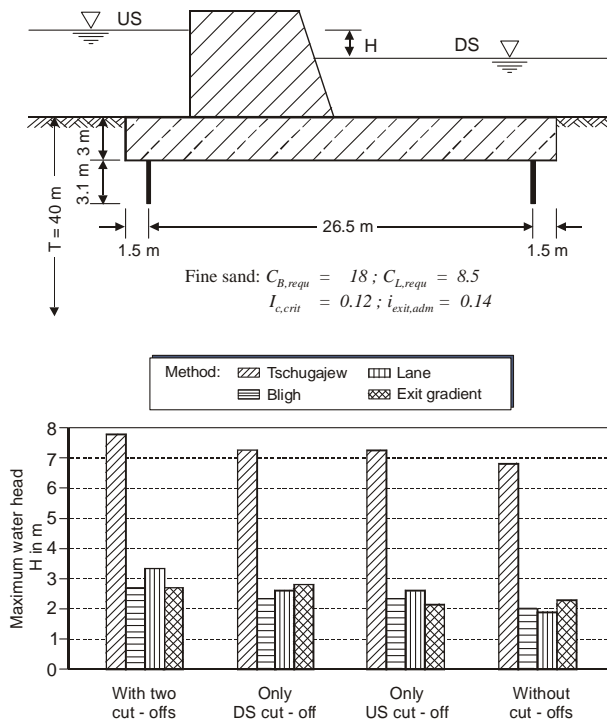 US
H
DS
3 m
3.1 m
T = 40 m
26.5 m
1.5 m
1.5 m
Fine sand: C_B,requ = 18 ; C_L,requ = 8.5
I_c,crit = 0.12 ; i_exit,adm = 0.14
Method: Tschugajew Lane
Bligh Exit gradient
Maximum water head
H in m
8
7
6
5
4
3
2
1
0
With two
cut - offs
Only
DS cut - off
Only
US cut - off
Without
cut - offs